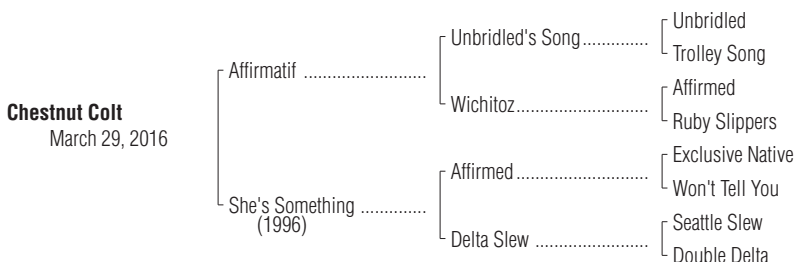 Chestnut Colt
March 29, 2016
Affirmatif ..........................
She's Something ..............
(1996)
Unbridled's Song..............
Wichitoz............................
Affirmed............................
Delta Slew ........................
Unbridled
Trolley Song
Affirmed
Ruby Slippers
Exclusive Native
Won't Tell You
Seattle Slew
Double Delta